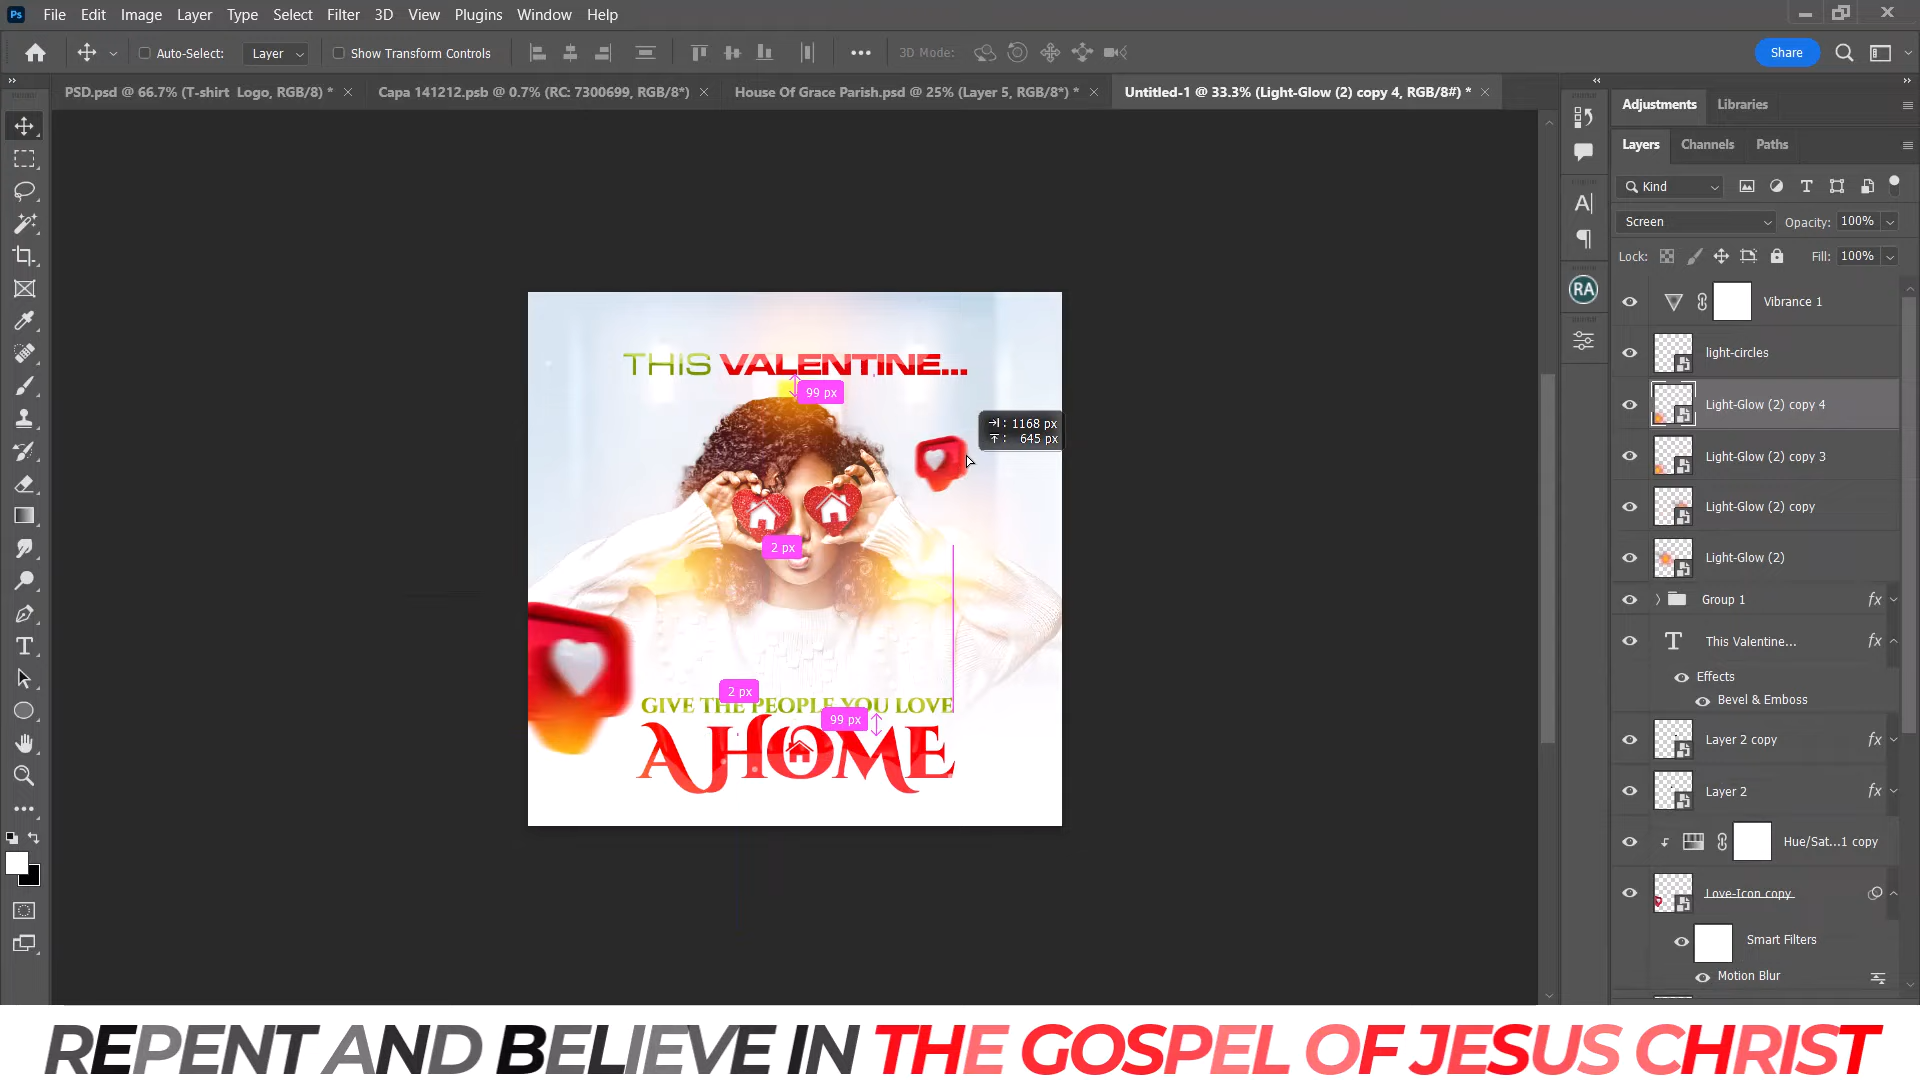 Ps File Edit Image Layer Type Select Filter 3D View Plugins Window Help
Auto-Select: Layer Show Transform Controls 3D Mode: Share
PSD.psd @ 66.7% (T-shirt Logo, RGB/8) * Capa 141212.psb @ 0.7% (RC: 7300699, RGB/8*) House Of Grace Parish.psd @ 25% (Layer 5, RGB/8*) * Untitled-1 @ 33.3% (Light-Glow (2) copy 4, RGB/8#) *
Adjustments Libraries
Layers Channels Paths
Kind
Screen Opacity: 100%
Lock: Fill: 100%
RA
Vibrance 1
light-circles
Light-Glow (2) copy 4
Light-Glow (2) copy 3
Light-Glow (2) copy
Light-Glow (2)
Group 1 fx
This Valentine... fx
Effects
Bevel & Emboss
Layer 2 copy fx
Layer 2 fx
Hue/Sat...1 copy
Love-Icon copy
Smart Filters
Motion Blur
THIS VALENTINE...
99 px
1168 px
645 px
2 px
2 px
GIVE THE PEOPLE YOU LOVE
99 px
A HOME
REPENT AND BELIEVE IN THE GOSPEL OF JESUS CHRIST